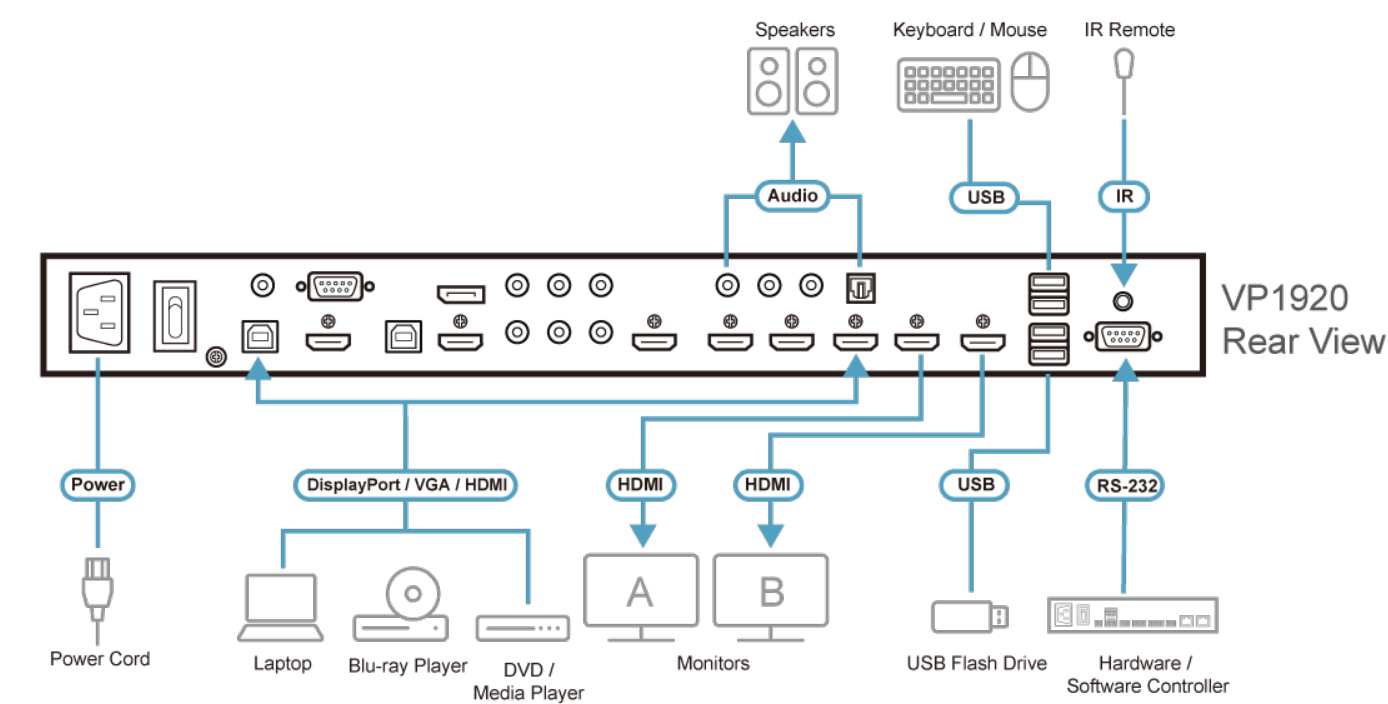 Speakers
Keyboard / Mouse
IR Remote
Audio
USB
IR
VP1920
Rear View
Power
DisplayPort / VGA / HDMI
HDMI
HDMI
USB
RS-232
A
B
Power Cord
Laptop
Blu-ray Player
DVD /
Media Player
Monitors
USB Flash Drive
Hardware /
Software Controller